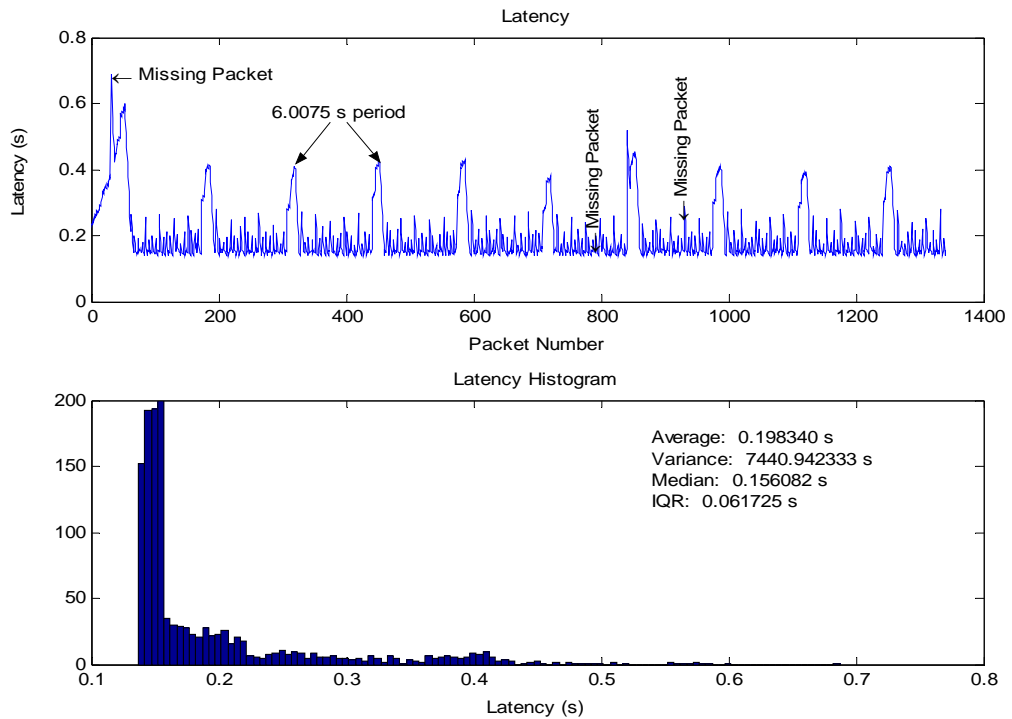 Latency
0.8
0.6
0.4
0.2
0
Latency (s)
Missing Packet
6.0075 s period
Missing Packet
Missing Packet
0 200 400 600 800 1000 1200 1400
Packet Number
Latency Histogram
200
150
100
50
0
Average: 0.198340 s
Variance: 7440.942333 s
Median: 0.156082 s
IQR: 0.061725 s
0.1 0.2 0.3 0.4 0.5 0.6 0.7 0.8
Latency (s)